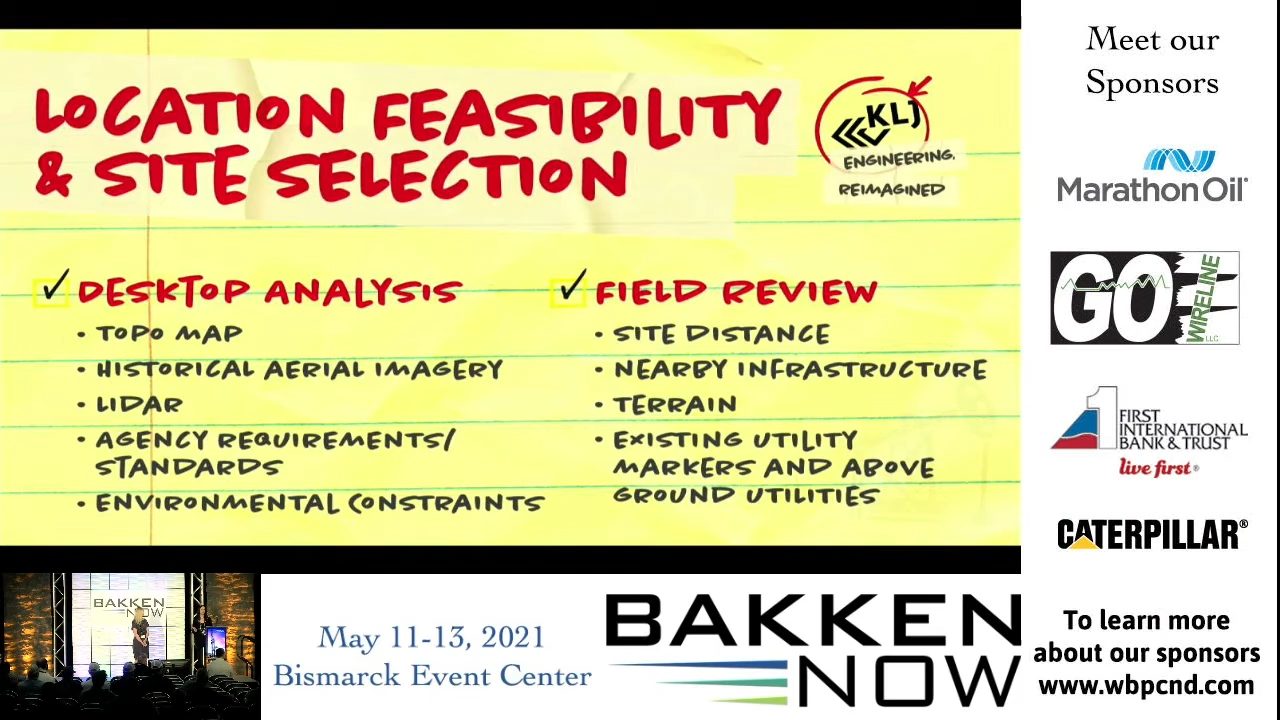 LOCATION FEASIBILITY
& SITE SELECTION
KLJ
ENGINEERING,
REIMAGINED
DESKTOP ANALYSIS
• TOPO MAP
• HISTORICAL AERIAL IMAGERY
• LIDAR
• AGENCY REQUIREMENTS/
STANDARDS
• ENVIRONMENTAL CONSTRAINTS
FIELD REVIEW
• SITE DISTANCE
• NEARBY INFRASTRUCTURE
• TERRAIN
• EXISTING UTILITY
MARKERS AND ABOVE
GROUND UTILITIES
Meet our
Sponsors
Marathon Oil®
GO
WIRELINE
LLC
1
FIRST
INTERNATIONAL
BANK & TRUST
live first®
CATERPILLAR®
To learn more
about our sponsors
www.wbpcnd.com
BAKKEN
NOW
May 11-13, 2021
Bismarck Event Center
BAKKEN
NOW